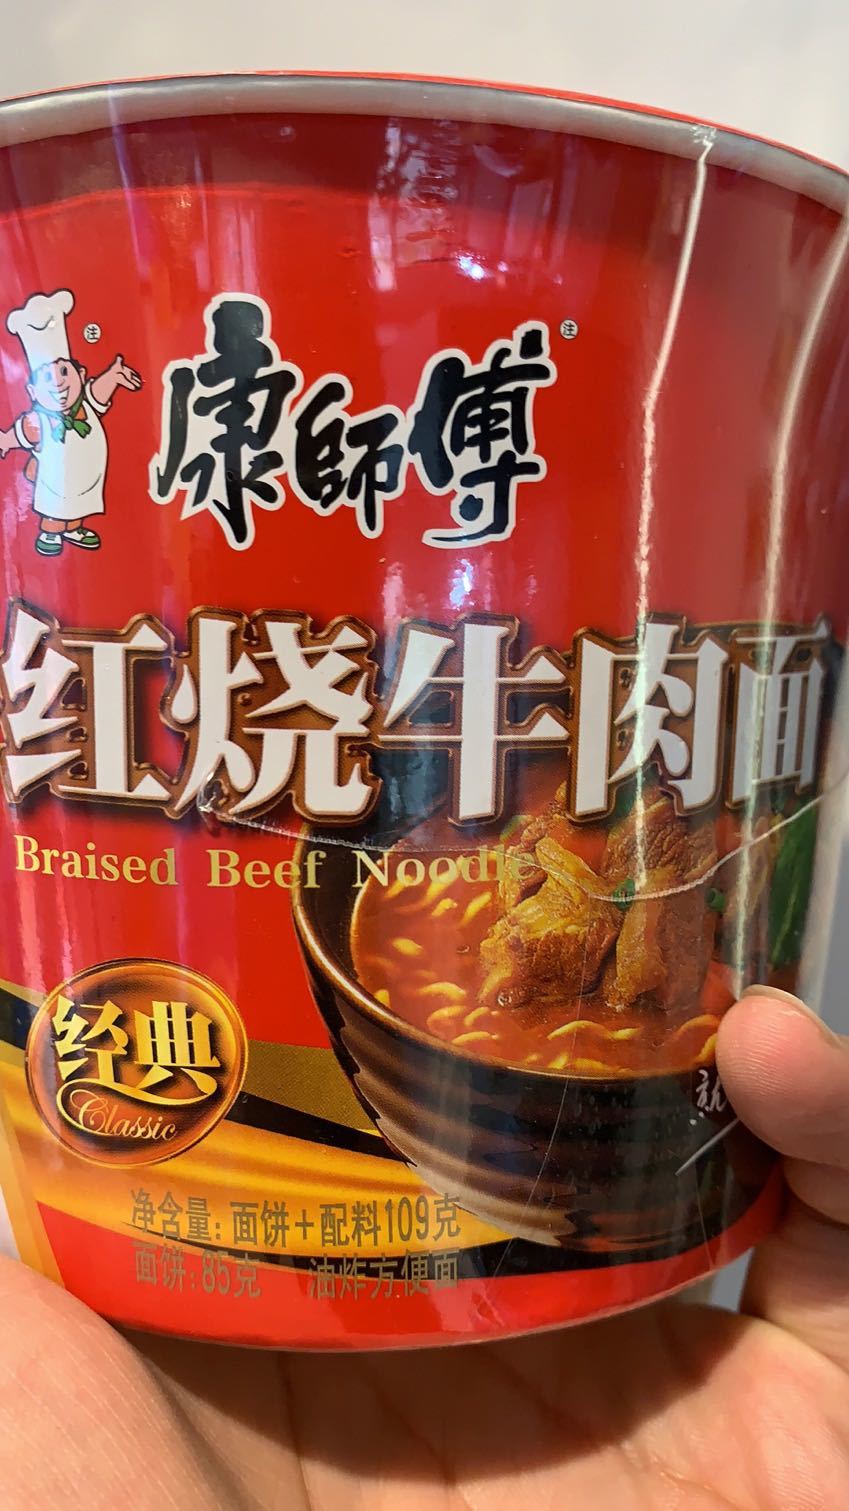 康師傅
红烧牛肉面
Braised Beef Noodle
经典
Classic
净含量：面饼+配料109克
面饼：85克 油炸方便面